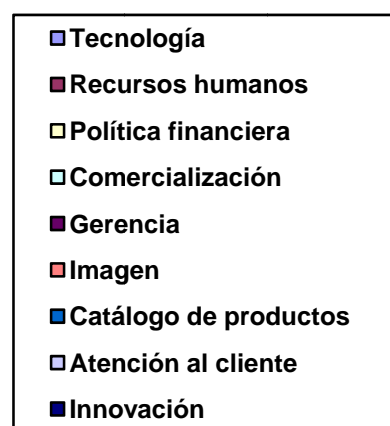 Tecnología
Recursos humanos
Política financiera
Comercialización
Gerencia
Imagen
Catálogo de productos
Atención al cliente
Innovación